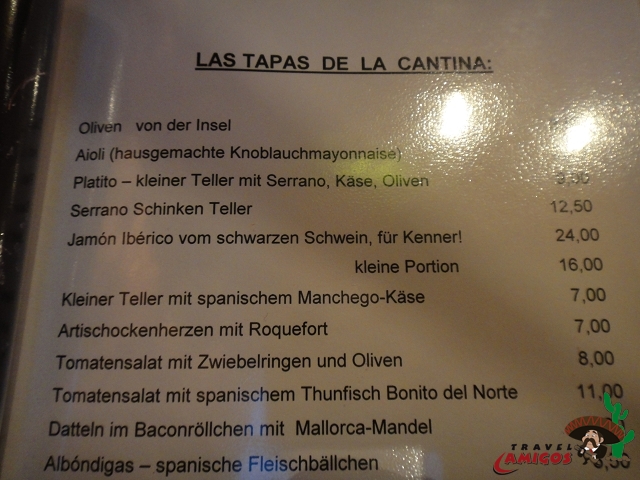 LAS TAPAS DE LA CANTINA:
Oliven von der Insel
Aioli (hausgemachte Knoblauchmayonnaise)
Platito – kleiner Teller mit Serrano, Käse, Oliven
Serrano Schinken Teller 12,50
Jamón Ibérico vom schwarzen Schwein, für Kenner! 24,00
kleine Portion 16,00
Kleiner Teller mit spanischem Manchego-Käse 7,00
Artischockenherzen mit Roquefort 7,00
Tomatensalat mit Zwiebelringen und Oliven 8,00
Tomatensalat mit spanischem Thunfisch Bonito del Norte 11,00
Datteln im Baconröllchen mit Mallorca-Mandel
Albóndigas – spanische Fleischbällchen
TRAVEL
AMIGOS